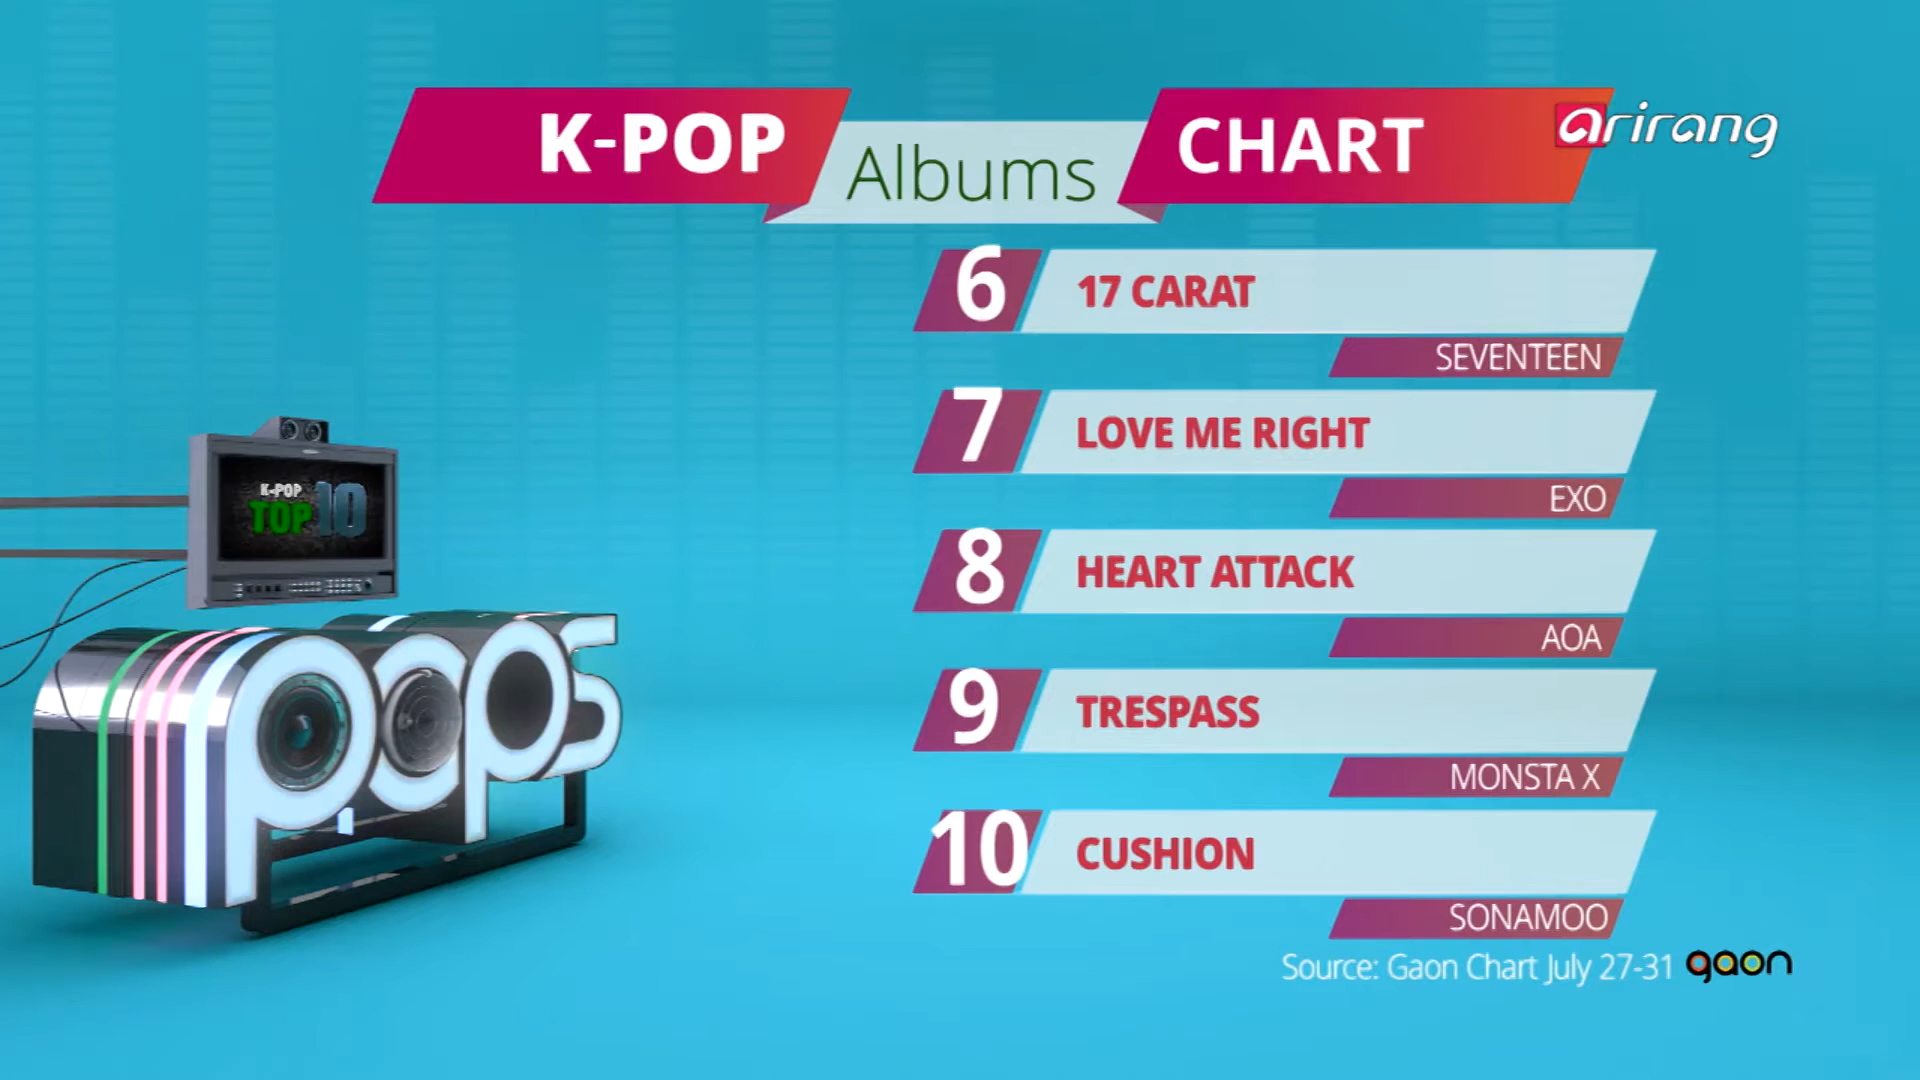 K-POP Albums CHART
arirang
6 17 CARAT
SEVENTEEN
7 LOVE ME RIGHT
EXO
8 HEART ATTACK
AOA
9 TRESPASS
MONSTA X
10 CUSHION
SONAMOO
Source: Gaon Chart July 27-31 gaon
K-POP
TOP 10
pops